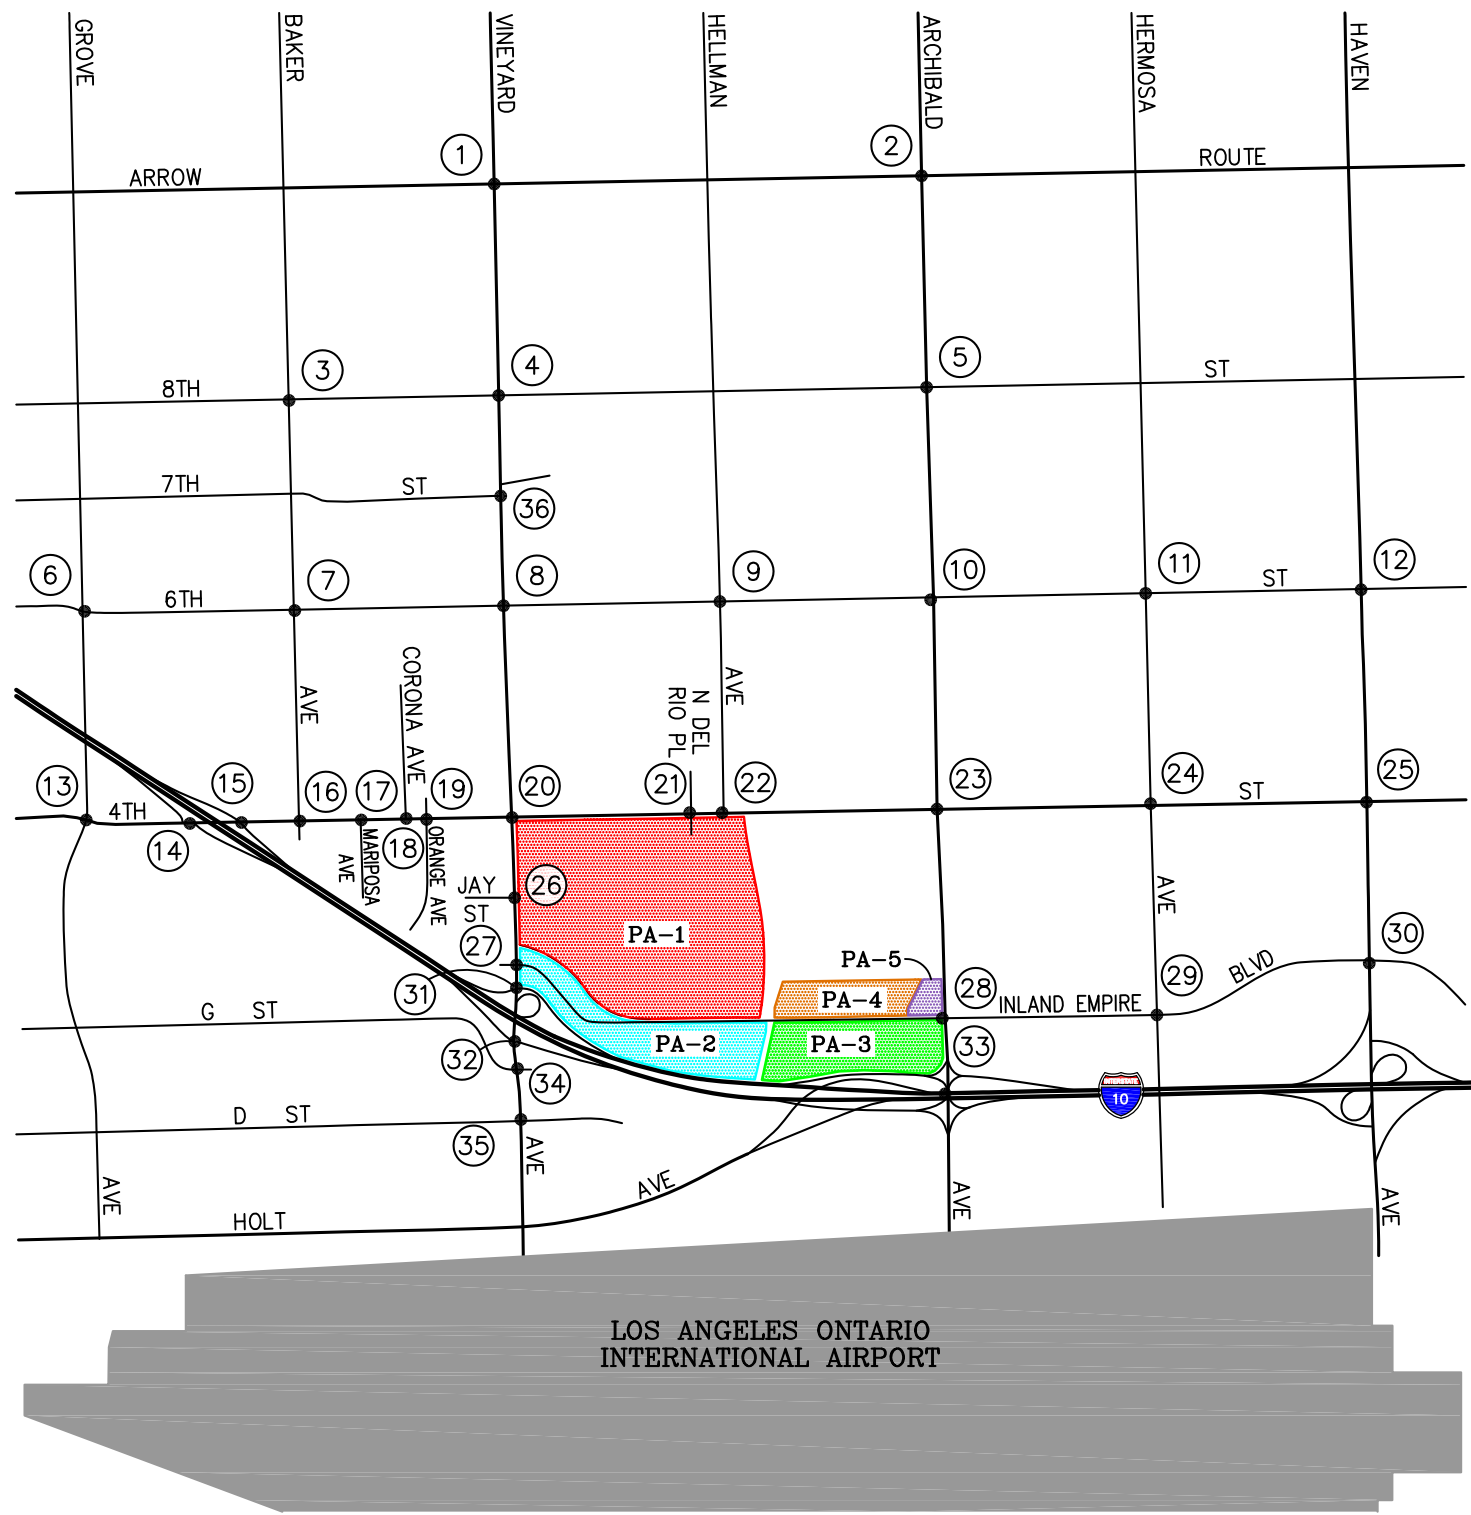 GROVE
BAKER
VINEYARD
HELLMAN
ARCHIBALD
HERMOSA
HAVEN
1
2
ARROW
ROUTE
3
4
5
8TH
ST
7TH
ST
36
6
7
8
9
10
11
12
6TH
ST
AVE
CORONA AVE
N DEL
RIO PL
AVE
13
15
16
17
19
20
21
22
23
24
25
4TH
ST
14
18
MARIPOSA
AVE
ORANGE AVE
JAY
ST
26
27
PA-1
AVE
30
31
PA-5
PA-4
28
INLAND EMPIRE
29
BLVD
G ST
32
PA-2
PA-3
33
34
INTERSTATE
10
D ST
35
AVE
AVE
AVE
AVE
AVE
HOLT
LOS ANGELES ONTARIO
INTERNATIONAL AIRPORT